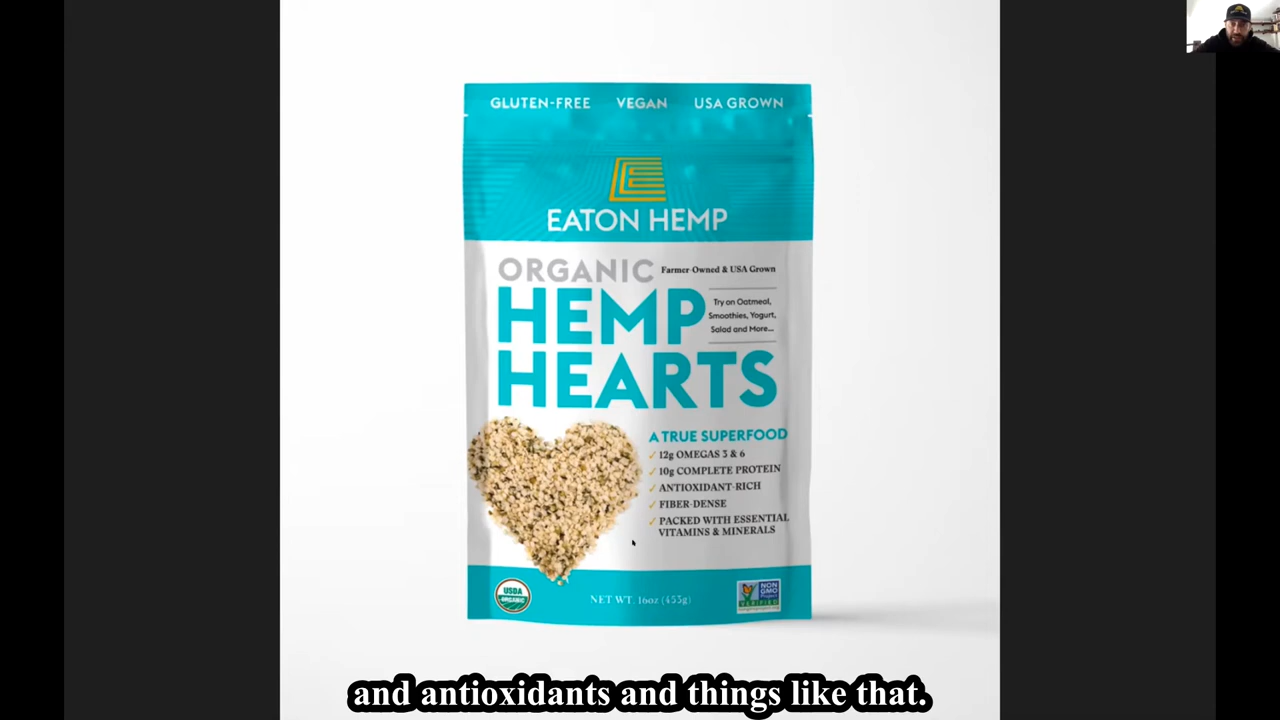 GLUTEN-FREE VEGAN USA GROWN
EATON HEMP
ORGANIC Farmer-Owned & USA Grown
HEMP
HEARTS
Try on Oatmeal,
Smoothies, Yogurt,
Salad and More...
A TRUE SUPERFOOD
✓ 12g OMEGAS 3 & 6
✓ 10g COMPLETE PROTEIN
✓ ANTIOXIDANT-RICH
✓ FIBER-DENSE
✓ PACKED WITH ESSENTIAL
VITAMINS & MINERALS
USDA
ORGANIC
NET WT. 16oz (453g)
NON
GMO
Project
VERIFIED
and antioxidants and things like that.